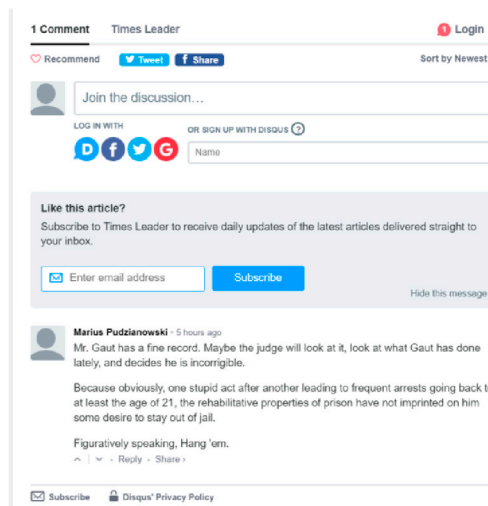 1 Comment Times Leader 1 Login
Recommend Tweet f Share Sort by Newest
Join the discussion...
LOG IN WITH OR SIGN UP WITH DISQUS ?
D f G Name
Like this article?
Subscribe to Times Leader to receive daily updates of the latest articles delivered straight to
your inbox.
Enter email address Subscribe
Hide this message
Marius Pudzianowski - 5 hours ago
Mr. Gaut has a fine record. Maybe the judge will look at it, look at what Gaut has done
lately, and decides he is incorrigible.
Because obviously, one stupid act after another leading to frequent arrests going back t
at least the age of 21, the rehabilitative properties of prison have not imprinted on him
some desire to stay out of jail.
Figuratively speaking, Hang 'em.
Reply - Share ›
Subscribe Disqus' Privacy Policy